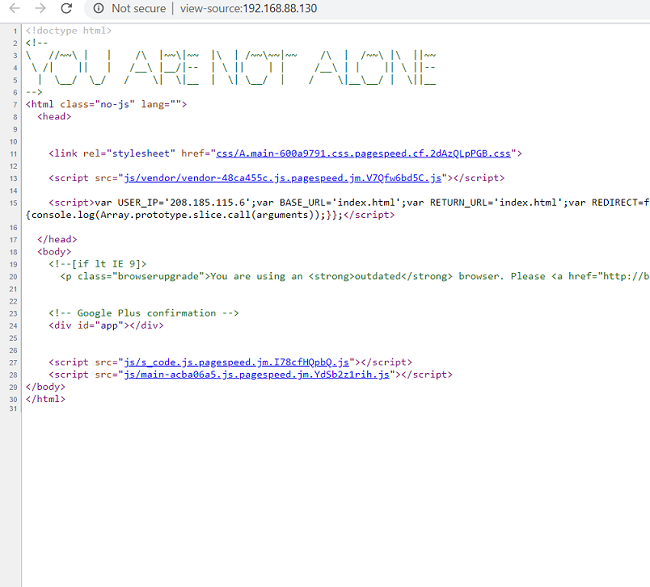 Not secure | view-source:192.168.88.130
1 <!doctype html>
2 <!--
3 \   //~~\ |   |    /\  |~~\|~~  |\  | /~~\~~|~~    /\  |  /~~\ |\  ||~~
4  \ /|    ||   |   /__\ |__/|--  | \ ||    | |     /__\ | |    || \ ||--
5   |  \__/  \_/   /    \|  \|__  |  \| \__/  |    /    \|__\__/ |  \||__
6 -->
7 <html class="no-js" lang="">
8 <head>
9
10
11 <link rel="stylesheet" href="css/A.main-600a9791.css.pagespeed.cf.2dAzQLpPGB.css">
12
13 <script src="js/vendor/vendor-48ca455c.js.pagespeed.jm.V7Qfw6bd5C.js"></script>
14
15 <script>var USER_IP='208.185.115.6';var BASE_URL='index.html';var RETURN_URL='index.html';var REDIRECT=f
{console.log(Array.prototype.slice.call(arguments));}};</script>
16
17 </head>
18 <body>
19 <!--[if lt IE 9]>
20 <p class="browserupgrade">You are using an <strong>outdated</strong> browser. Please <a href="http://b
21
22
23 <!-- Google Plus confirmation -->
24 <div id="app"></div>
25
26
27 <script src="js/s_code.js.pagespeed.jm.I78cfHQpbQ.js"></script>
28 <script src="js/main-acba06a5.js.pagespeed.jm.YdSb2z1rih.js"></script>
29 </body>
30 </html>
31